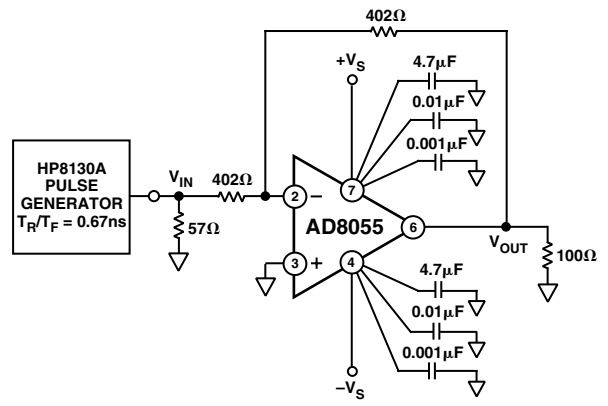 402Ω
4.7μF
+VS
0.01μF
0.001μF
HP8130A
PULSE
GENERATOR
TR/TF = 0.67ns
VIN
402Ω
57Ω
2
–
7
AD8055
6
3
+
4
VOUT
100Ω
4.7μF
0.01μF
0.001μF
–VS